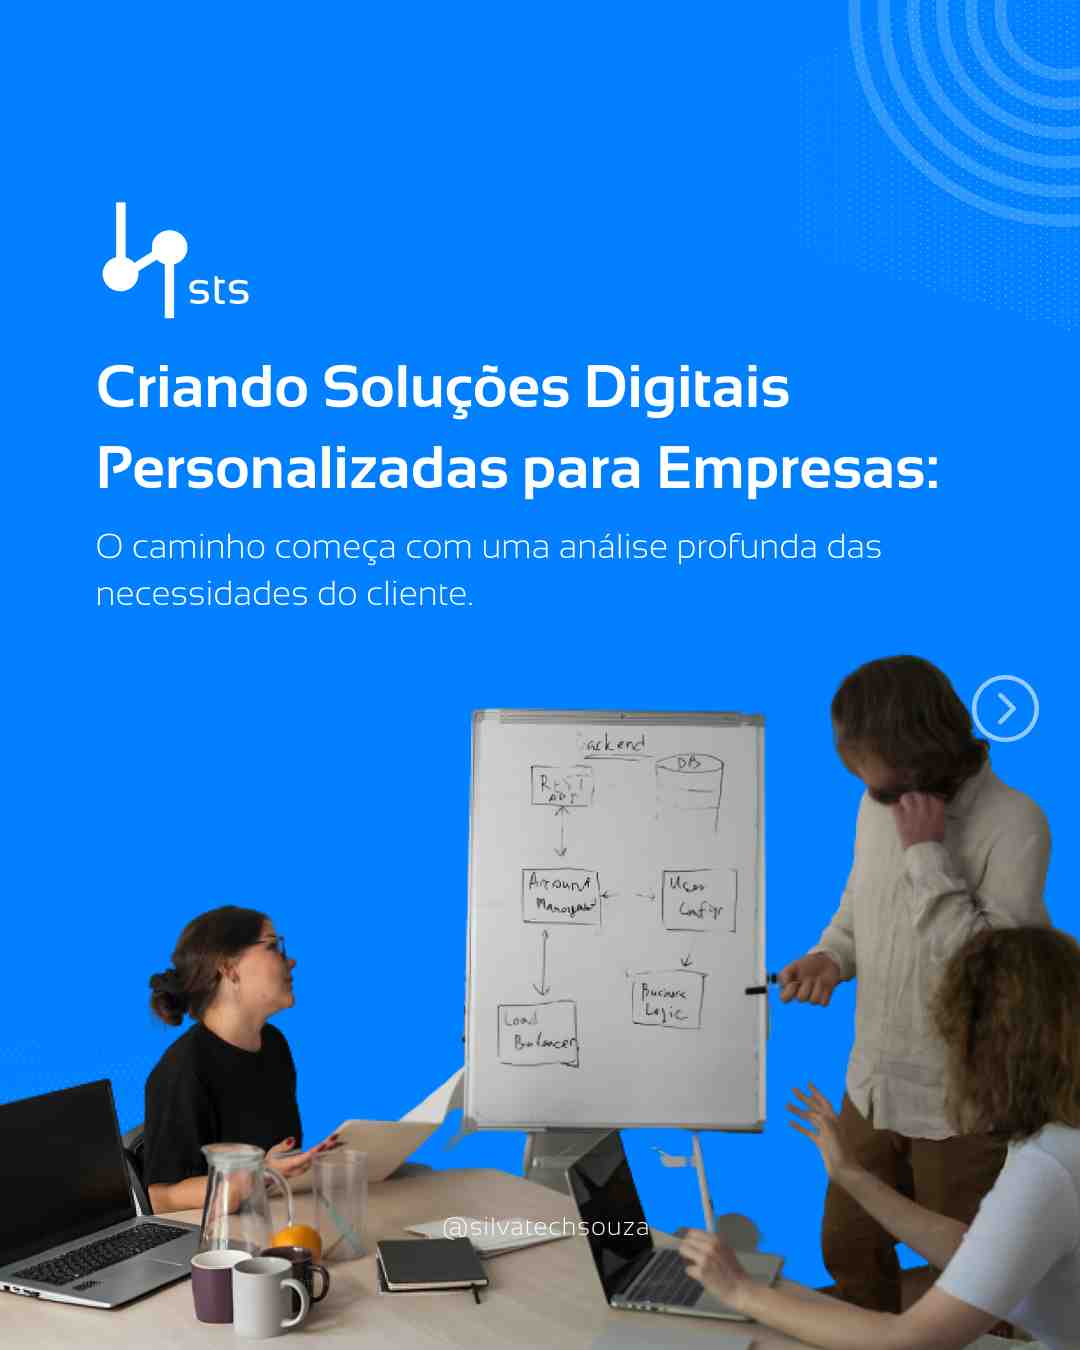 sts
Criando Soluções Digitais
Personalizadas para Empresas:
O caminho começa com uma análise profunda das
necessidades do cliente.
Backend
DB
REST
API
Account
Management
User
Config
Business
Logic
Load
Balancer
@silvatechsouza